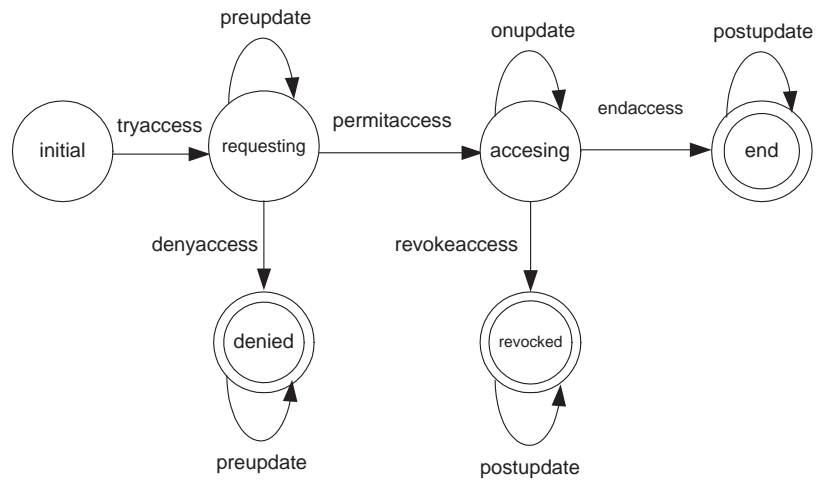 preupdate
onupdate
postupdate
tryaccess
permitaccess
endaccess
initial
requesting
accesing
end
denyaccess
revokeaccess
denied
revocked
preupdate
postupdate